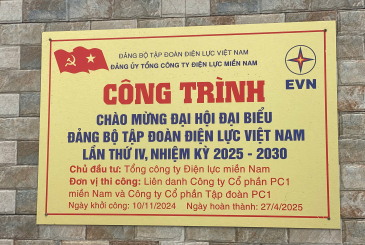 ĐẢNG BỘ TẬP ĐOÀN ĐIỆN LỰC VIỆT NAM
ĐẢNG ỦY TỔNG CÔNG TY ĐIỆN LỰC MIỀN NAM
EVN
CÔNG TRÌNH
CHÀO MỪNG ĐẠI HỘI ĐẠI BIỂU
ĐẢNG BỘ TẬP ĐOÀN ĐIỆN LỰC VIỆT NAM
LẦN THỨ IV, NHIỆM KỲ 2025 - 2030
Chủ đầu tư: Tổng công ty Điện lực miền Nam
Đơn vị thi công: Liên danh Công ty Cổ phần PC1
miền Nam và Công ty Cổ phần Tập đoàn PC1
Ngày khởi công: 10/11/2024 Ngày hoàn thành: 27/4/2025